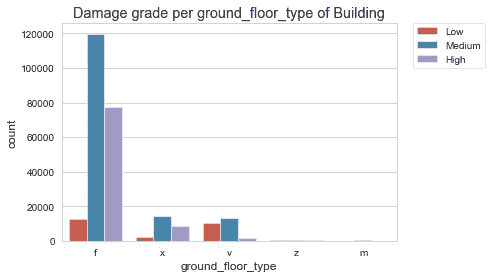 Damage grade per ground_floor_type of Building
Low
Medium
High
120000
100000
80000
60000
40000
20000
0
count
f
x
v
z
m
ground_floor_type